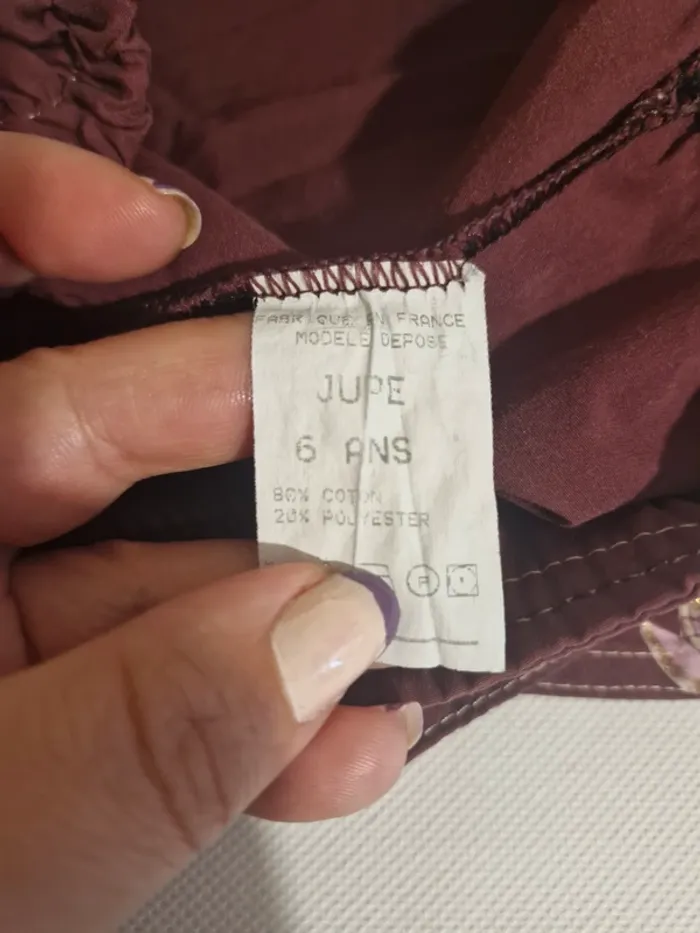 FABRIQUE EN FRANCE
MODELE DEPOSE
JUPE
6 ANS
80% COTON
20% POLYESTER
P